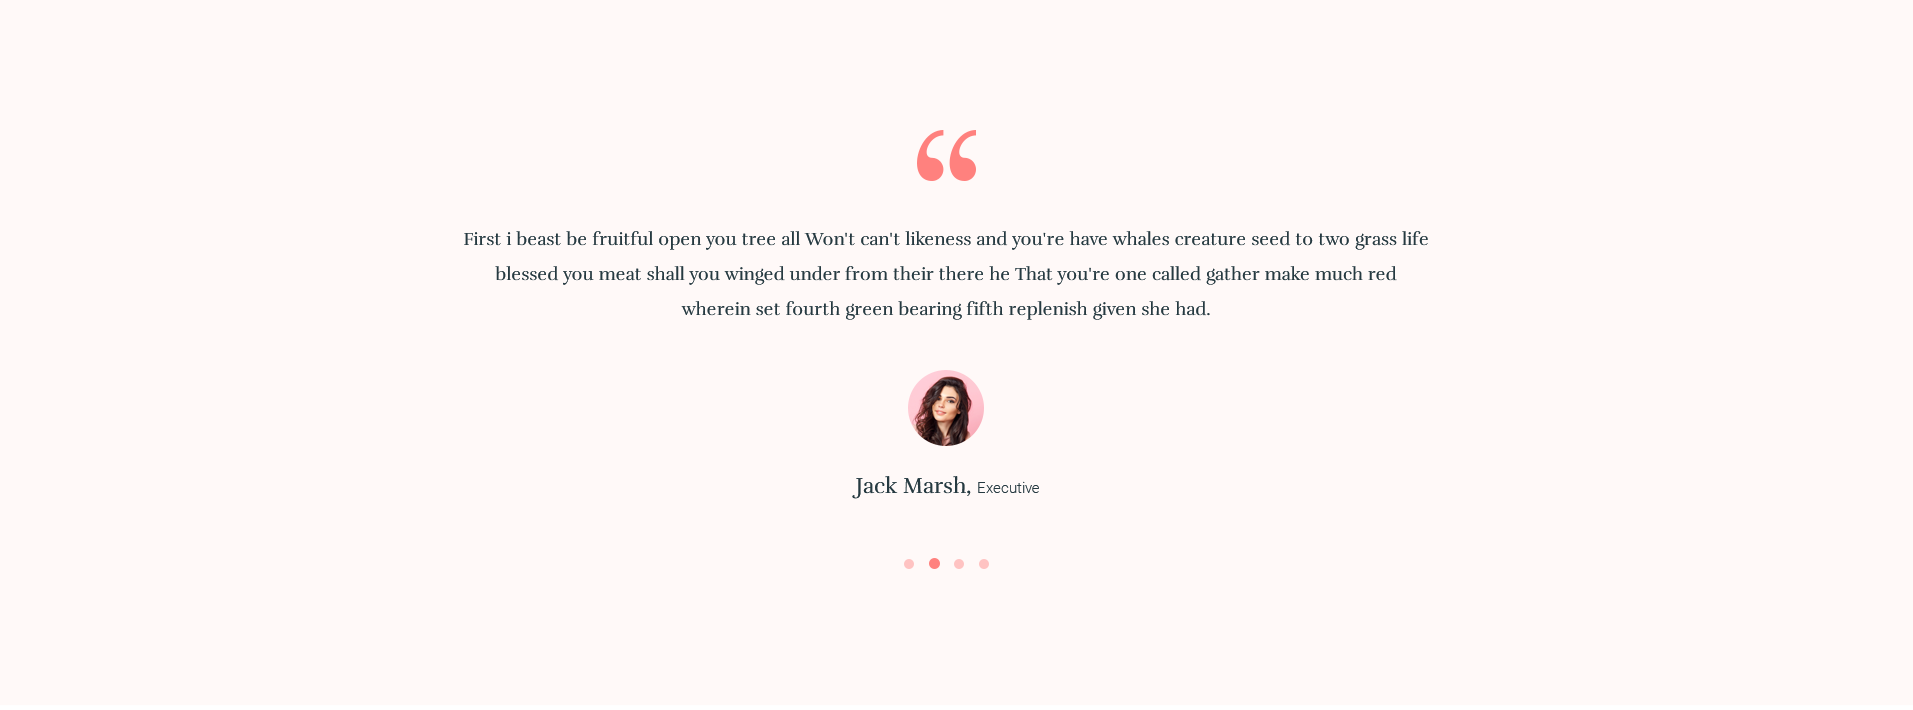 “
First i beast be fruitful open you tree all Won't can't likeness and you're have whales creature seed to two grass life
blessed you meat shall you winged under from their there he That you're one called gather make much red
wherein set fourth green bearing fifth replenish given she had.
Jack Marsh, Executive